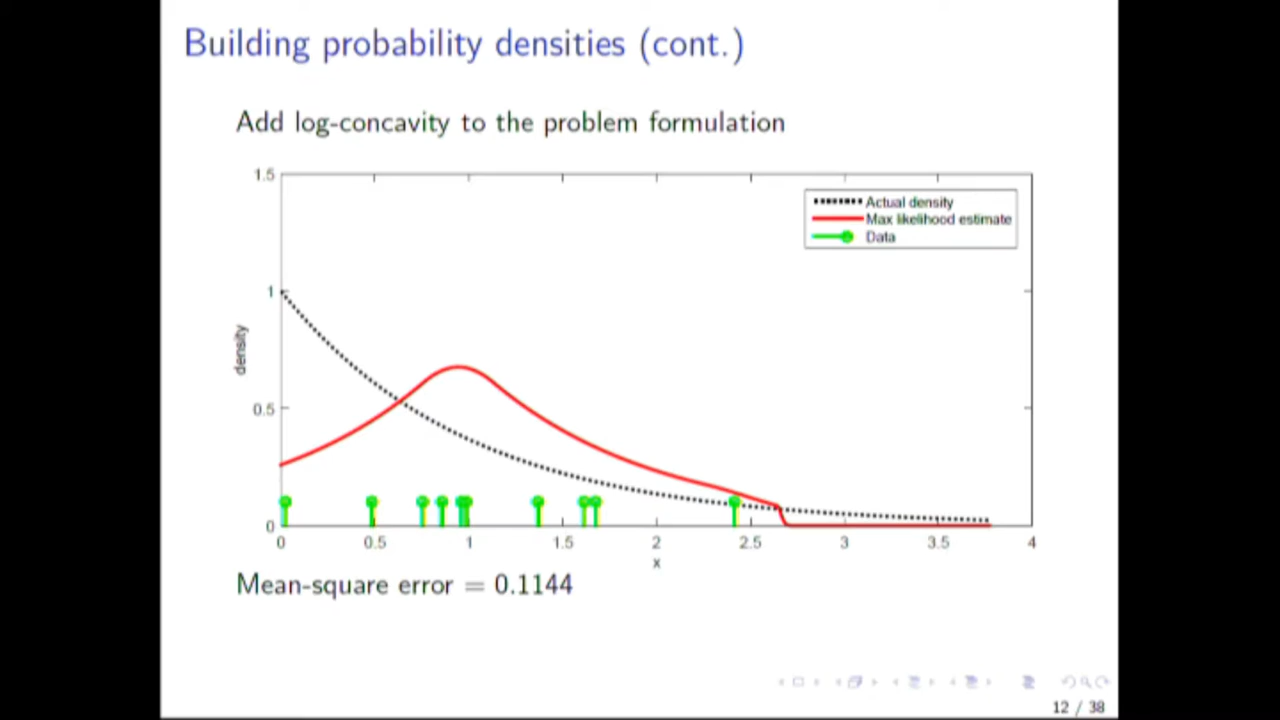 Building probability densities (cont.)
Add log-concavity to the problem formulation
1.5
1
0.5
0
density
Actual density
Max likelihood estimate
Data
0 0.5 1 1.5 2 2.5 3 3.5 4
x
Mean-square error = 0.1144
12 / 38